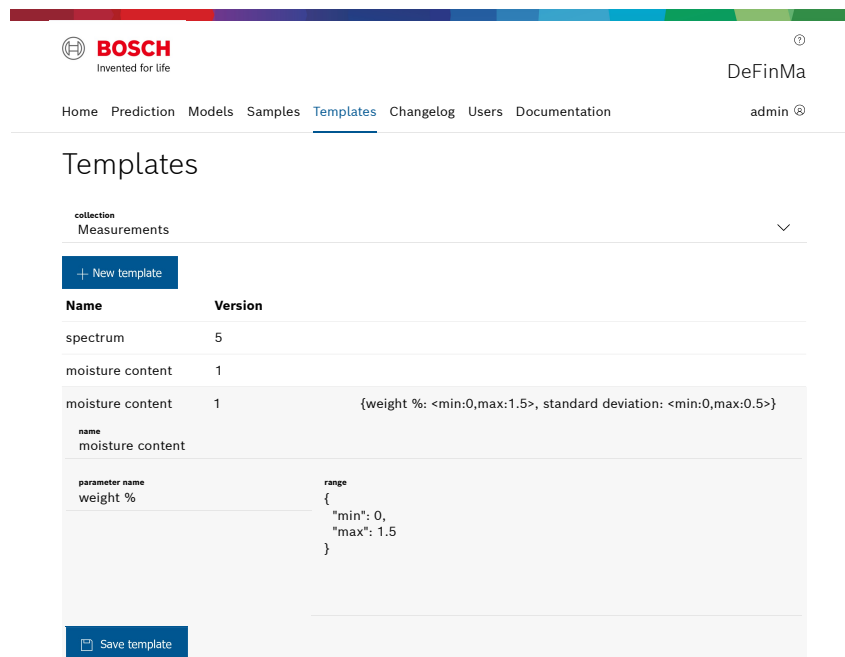 BOSCH
Invented for life
DeFinMa
Home Prediction Models Samples Templates Changelog Users Documentation admin
Templates
collection
Measurements
New template
Name Version
spectrum 5
moisture content 1
moisture content 1 {weight %: <min:0,max:1.5>, standard deviation: <min:0,max:0.5>}
name
moisture content
parameter name range
weight % {
"min": 0,
"max": 1.5
}
Save template